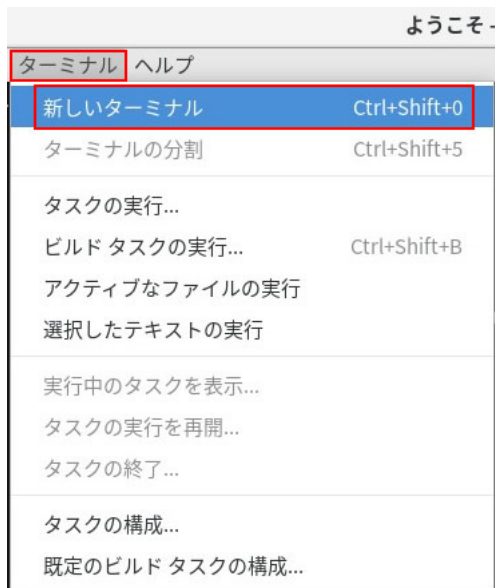 ようこそ -
ターミナル ヘルプ
新しいターミナル Ctrl+Shift+0
ターミナルの分割 Ctrl+Shift+5
タスクの実行...
ビルド タスクの実行... Ctrl+Shift+B
アクティブなファイルの実行
選択したテキストの実行
実行中のタスクを表示...
タスクの実行を再開...
タスクの終了...
タスクの構成...
既定のビルド タスクの構成...